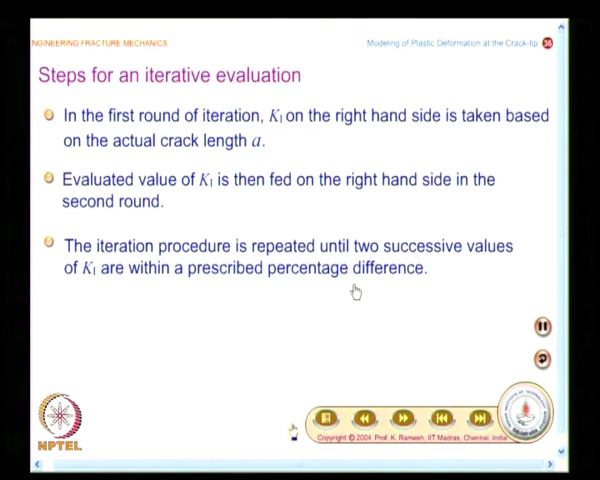 NGINEERING FRACTURE MECHANICS
Modeling of Plastic Deformation at the Crack-tip 36
Steps for an iterative evaluation
In the first round of iteration, KI on the right hand side is taken based
on the actual crack length a.
Evaluated value of KI is then fed on the right hand side in the
second round.
The iteration procedure is repeated until two successive values
of KI are within a prescribed percentage difference.
NPTEL
Copyright © 2004 Prof. K. Ramesh, IIT Madras, Chennai, India